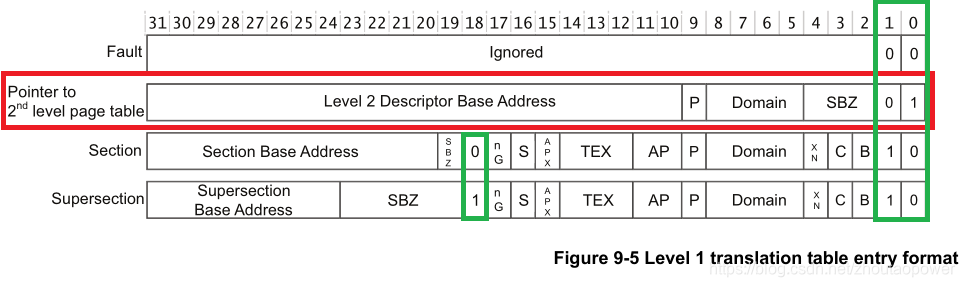 31 30 29 28 27 26 25 24 23 22 21 20 19 18 17 16 15 14 13 12 11 10 9 8 7 6 5 4 3 2 1 0
Fault Ignored 0 0
Pointer to
2nd level page table Level 2 Descriptor Base Address P Domain SBZ 0 1
Section Section Base Address SBZ 0 nG S APX TEX AP P Domain XN C B 1 0
Supersection Supersection
Base Address SBZ 1 nG S APX TEX AP P Domain XN C B 1 0
Figure 9-5 Level 1 translation table entry format
https://blog.csdn.net/zhoutaopower